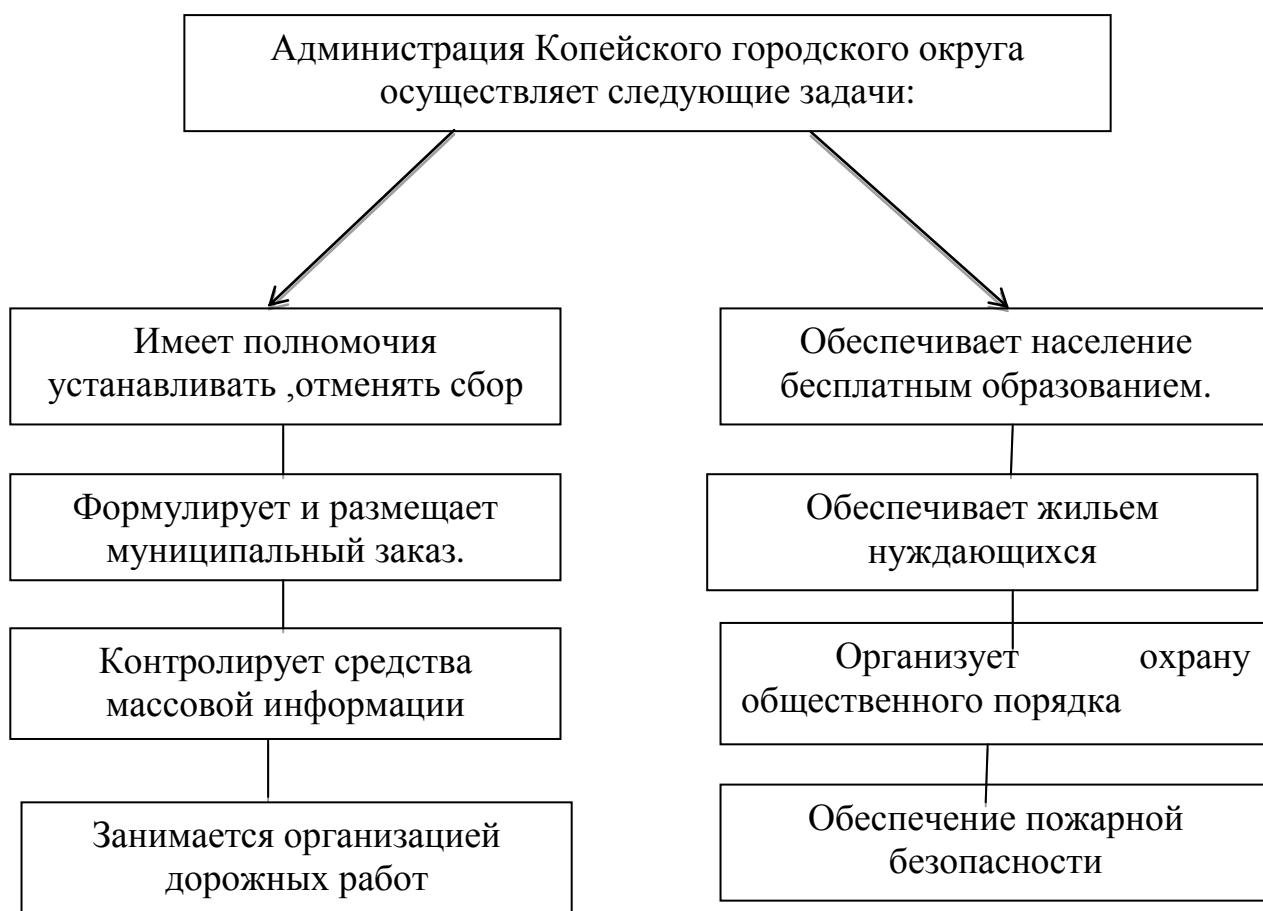 Администрация Копейского городского округа
осуществляет следующие задачи:
Имеет полномочия
устанавливать ,отменять сбор
Формулирует и размещает
муниципальный заказ.
Контролирует средства
массовой информации
Занимается организацией
дорожных работ
Обеспечивает население
бесплатным образованием.
Обеспечивает жильем
нуждающихся
Организует охрану
общественного порядка
Обеспечение пожарной
безопасности